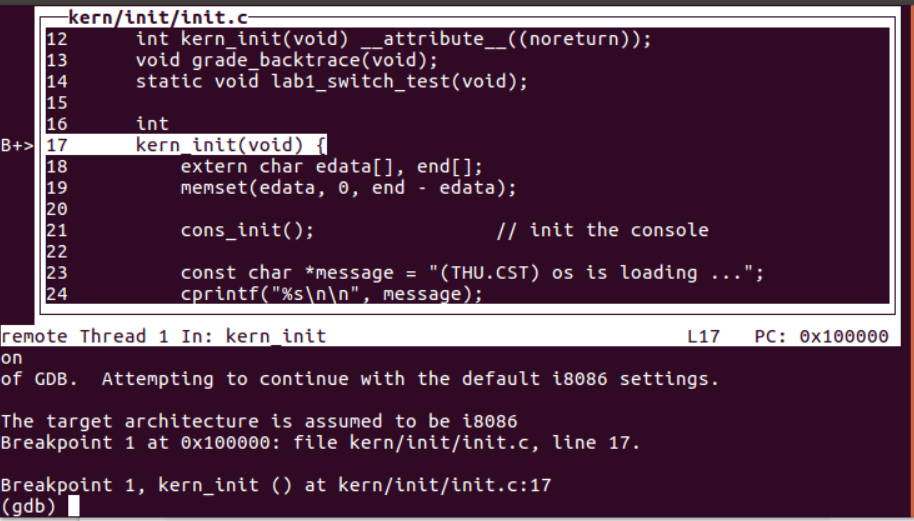 kern/init/init.c
12      int kern_init(void) __attribute__((noreturn));
13      void grade_backtrace(void);
14      static void lab1_switch_test(void);
15
16      int
B+> 17      kern_init(void) {
18          extern char edata[], end[];
19          memset(edata, 0, end - edata);
20
21          cons_init();                // init the console
22
23          const char *message = "(THU.CST) os is loading ...";
24          cprintf("%s\n\n", message);
remote Thread 1 In: kern_init                                L17   PC: 0x100000
on
of GDB.  Attempting to continue with the default i8086 settings.
The target architecture is assumed to be i8086
Breakpoint 1 at 0x100000: file kern/init/init.c, line 17.
Breakpoint 1, kern_init () at kern/init/init.c:17
(gdb)